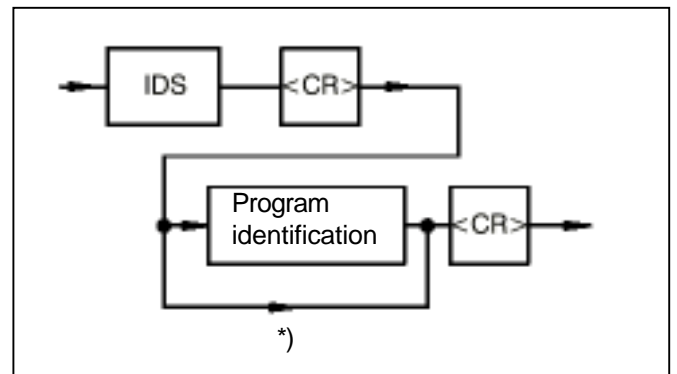 IDS
<CR>
Program
identification
<CR>
*)